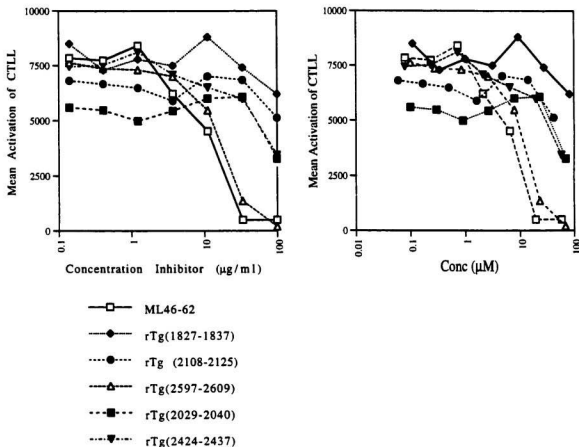 Mean Activation of CTLL
10000
7500
5000
2500
0
0.1
1
10
100
Concentration Inhibitor (µg/ml)
Mean Activation of CTLL
10000
7500
5000
2500
0
0.01
0.1
1
10
100
Conc (µM)
ML46-62
rTg(1827-1837)
rTg (2108-2125)
rTg(2597-2609)
rTg(2029-2040)
rTg(2424-2437)